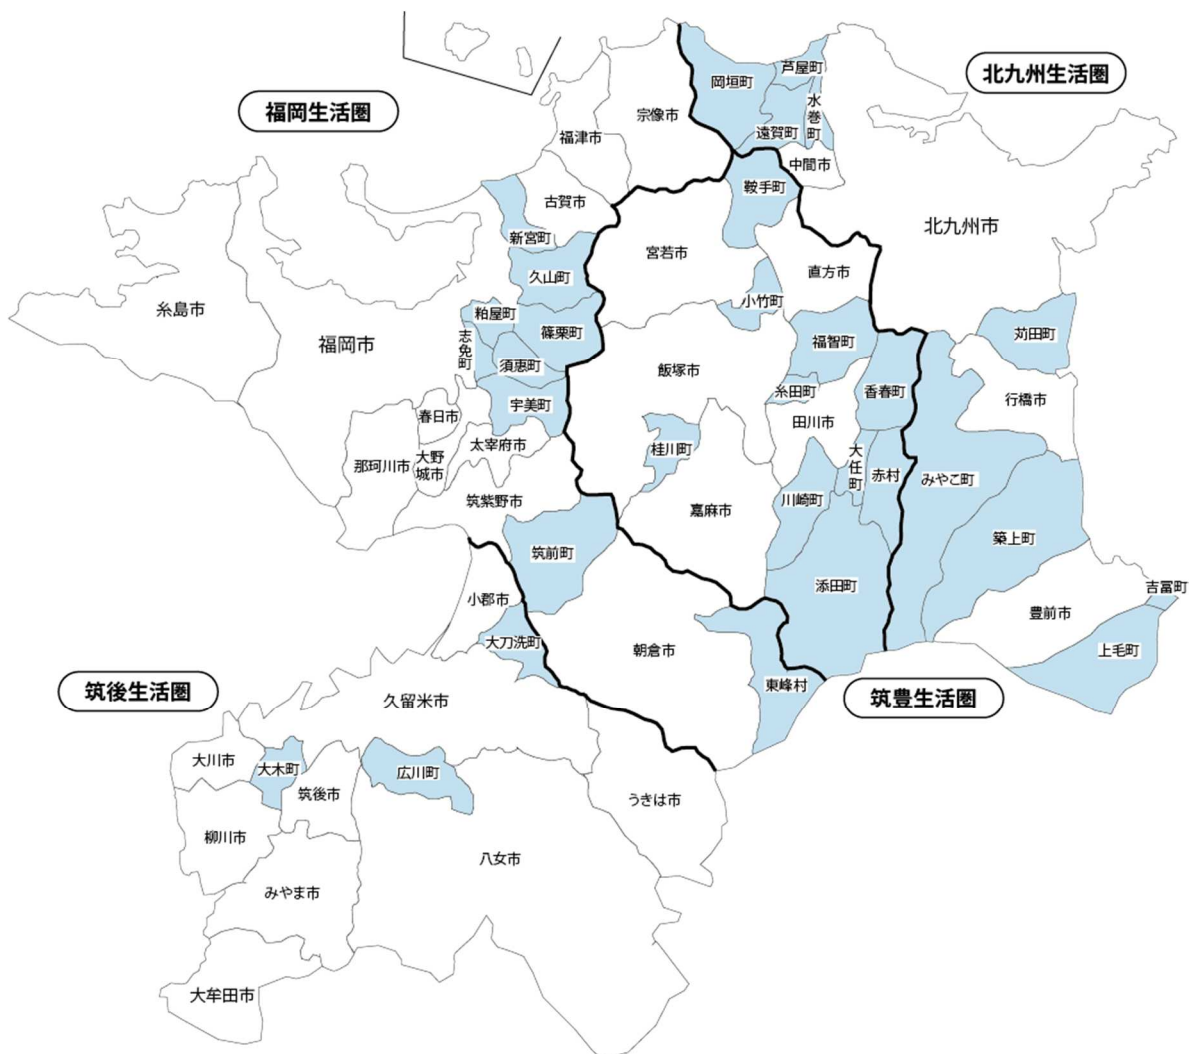 福岡生活圏
北九州生活圏
岡垣町
芦屋町
水巻町
遠賀町
中間市
宗像市
福津市
古賀市
鞍手町
新宮町
宮若市
北九州市
久山町
直方市
小竹町
糸島市
粕屋町
篠栗町
福岡市
志免町
須恵町
福智町
苅田町
飯塚市
糸田町
香春町
宇美町
行橋市
春日市
田川市
太宰府市
桂川町
那珂川市
大野
城市
大任町
赤村
みやこ町
筑紫野市
川崎町
嘉麻市
築上町
筑前町
添田町
吉富町
小郡市
豊前市
大刀洗町
朝倉市
上毛町
東峰村
筑後生活圏
筑豊生活圏
久留米市
大川市
大木町
広川町
筑後市
うきは市
柳川市
八女市
みやま市
大牟田市